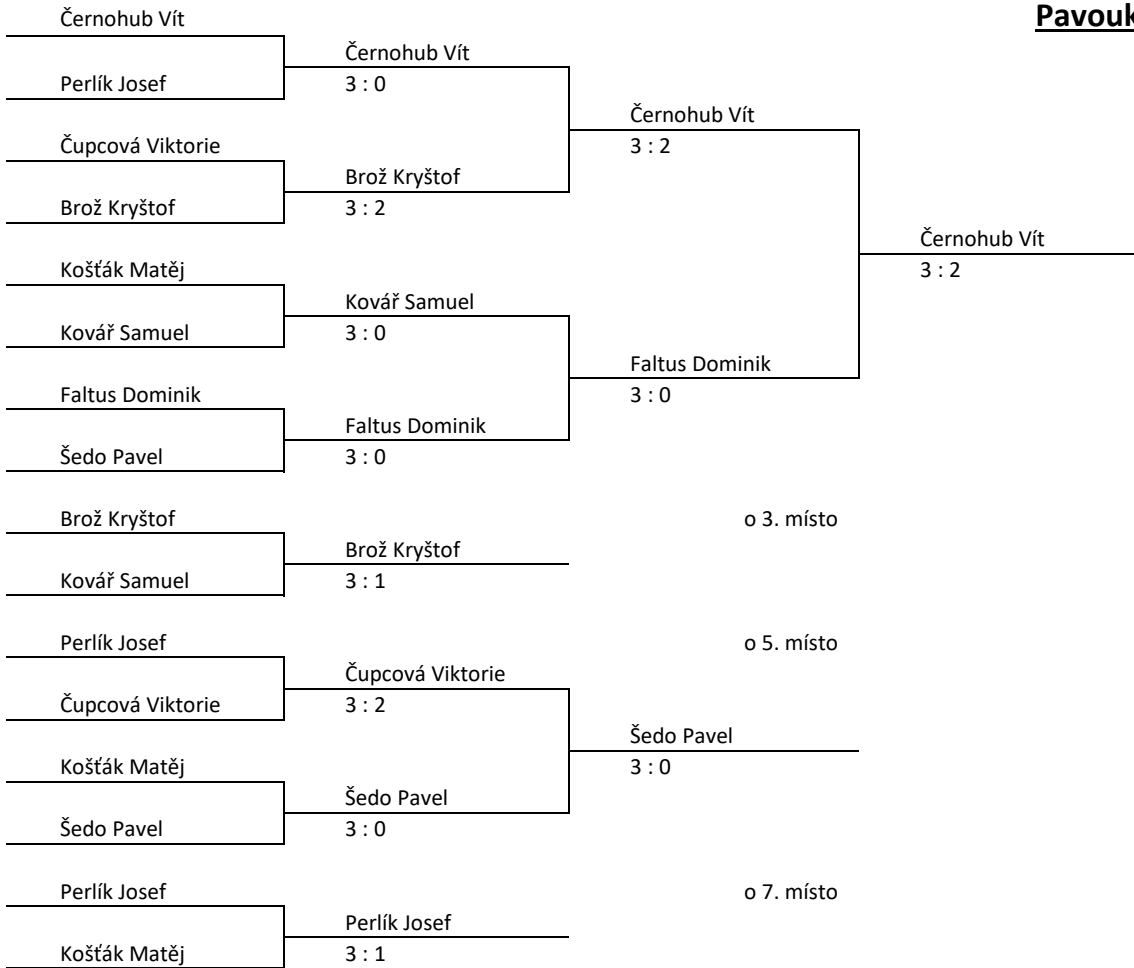 Černohub Vít
Pavouk
Černohub Vít
Perlík Josef
3 : 0
Černohub Vít
Čupcová Viktorie
3 : 2
Brož Kryštof
Brož Kryštof
3 : 2
Černohub Vít
Košťák Matěj
3 : 2
Kovář Samuel
Kovář Samuel
3 : 0
Faltus Dominik
Faltus Dominik
3 : 0
Faltus Dominik
Šedo Pavel
3 : 0
Brož Kryštof
o 3. místo
Brož Kryštof
Kovář Samuel
3 : 1
Perlík Josef
o 5. místo
Čupcová Viktorie
Čupcová Viktorie
3 : 2
Šedo Pavel
Košťák Matěj
3 : 0
Šedo Pavel
Šedo Pavel
3 : 0
Perlík Josef
o 7. místo
Perlík Josef
Košťák Matěj
3 : 1